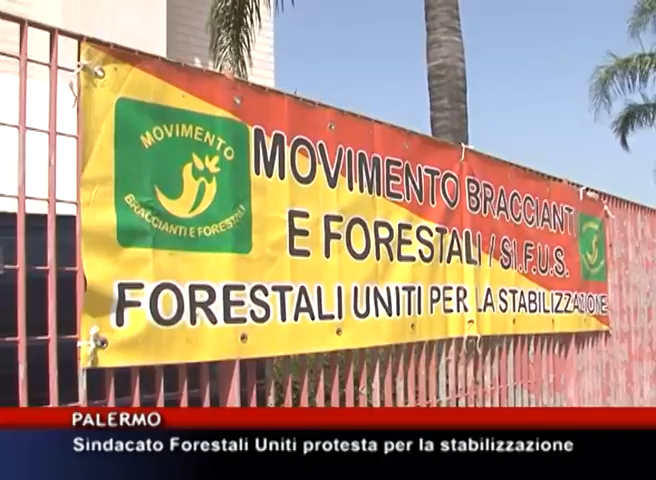 MOVIMENTO
BRACCIANTI E FORESTALI
MOVIMENTO BRACCIANTI
E FORESTALI / SI.F.U.S.
FORESTALI UNITI PER LA STABILIZZAZIONE
PALERMO
Sindacato Forestali Uniti protesta per la stabilizzazione